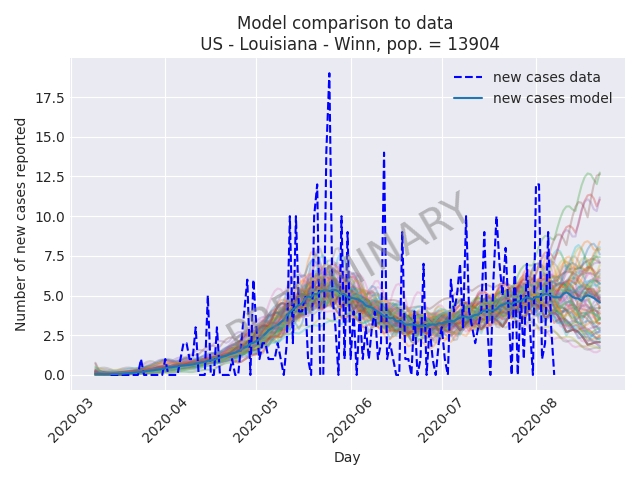 Model comparison to data
US - Louisiana - Winn, pop. = 13904
new cases data
new cases model
PRELIMINARY
Number of new cases reported
17.5
15.0
12.5
10.0
7.5
5.0
2.5
0.0
2020-03
2020-04
2020-05
2020-06
2020-07
2020-08
Day